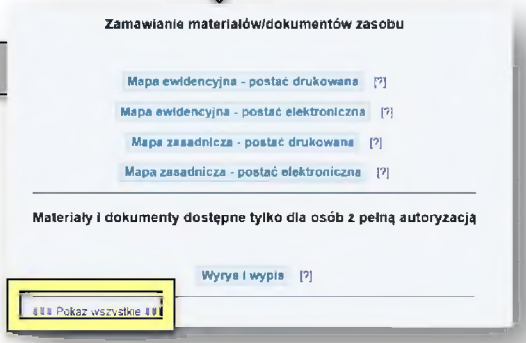 Zamawianie materiałów/dokumentów zasobu
Mapa ewidencyjna - postać drukowana [?]
Mapa ewidencyjna - postać elektroniczna [?]
Mapa zasadnicza - postać drukowana [?]
Mapa zasadnicza - postać elektroniczna [?]
Materiały i dokumenty dostępne tylko dla osób z pełną autoryzacją
Wyrys i wypis [?]
Pokaz wszystkie